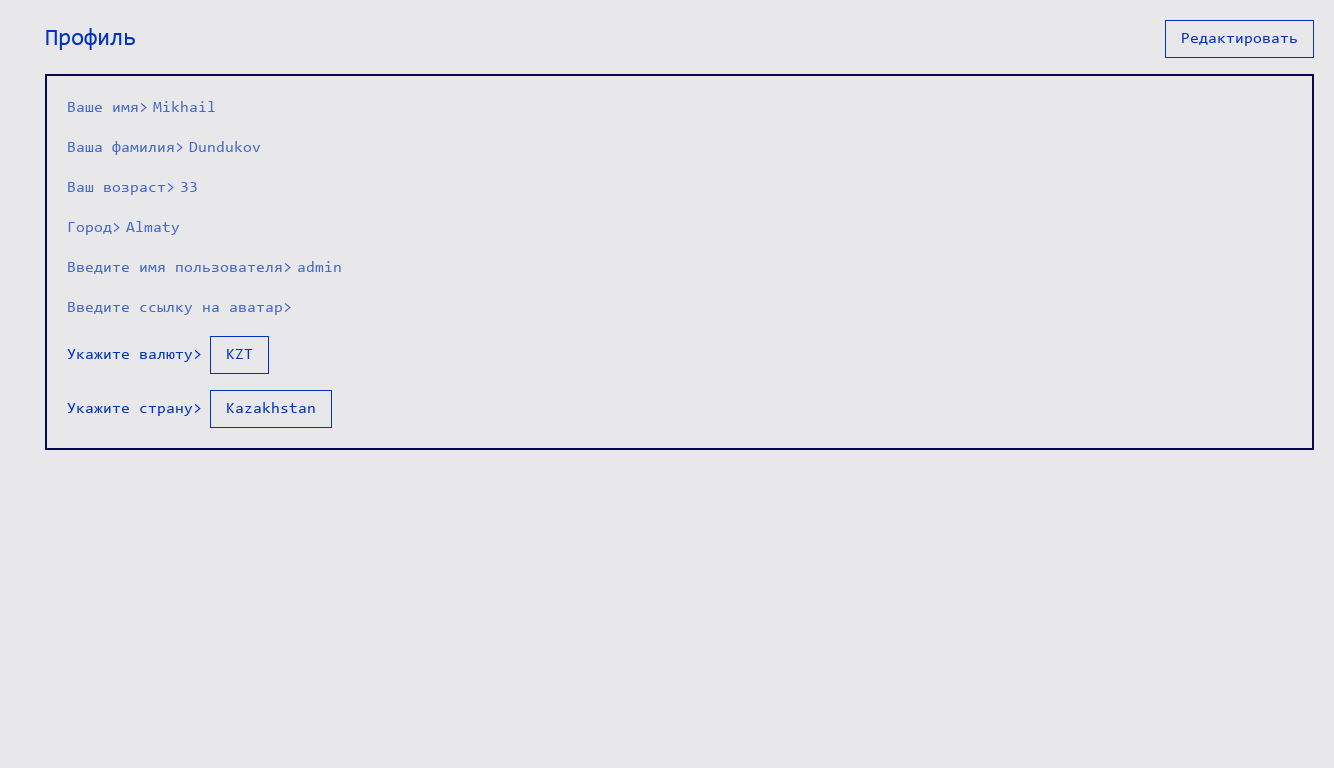 Профиль
Редактировать
Ваше имя> Mikhail
Ваша фамилия> Dundukov
Ваш возраст> 33
Город> Almaty
Введите имя пользователя> admin
Введите ссылку на аватар>
Укажите валюту> KZT
Укажите страну> Kazakhstan